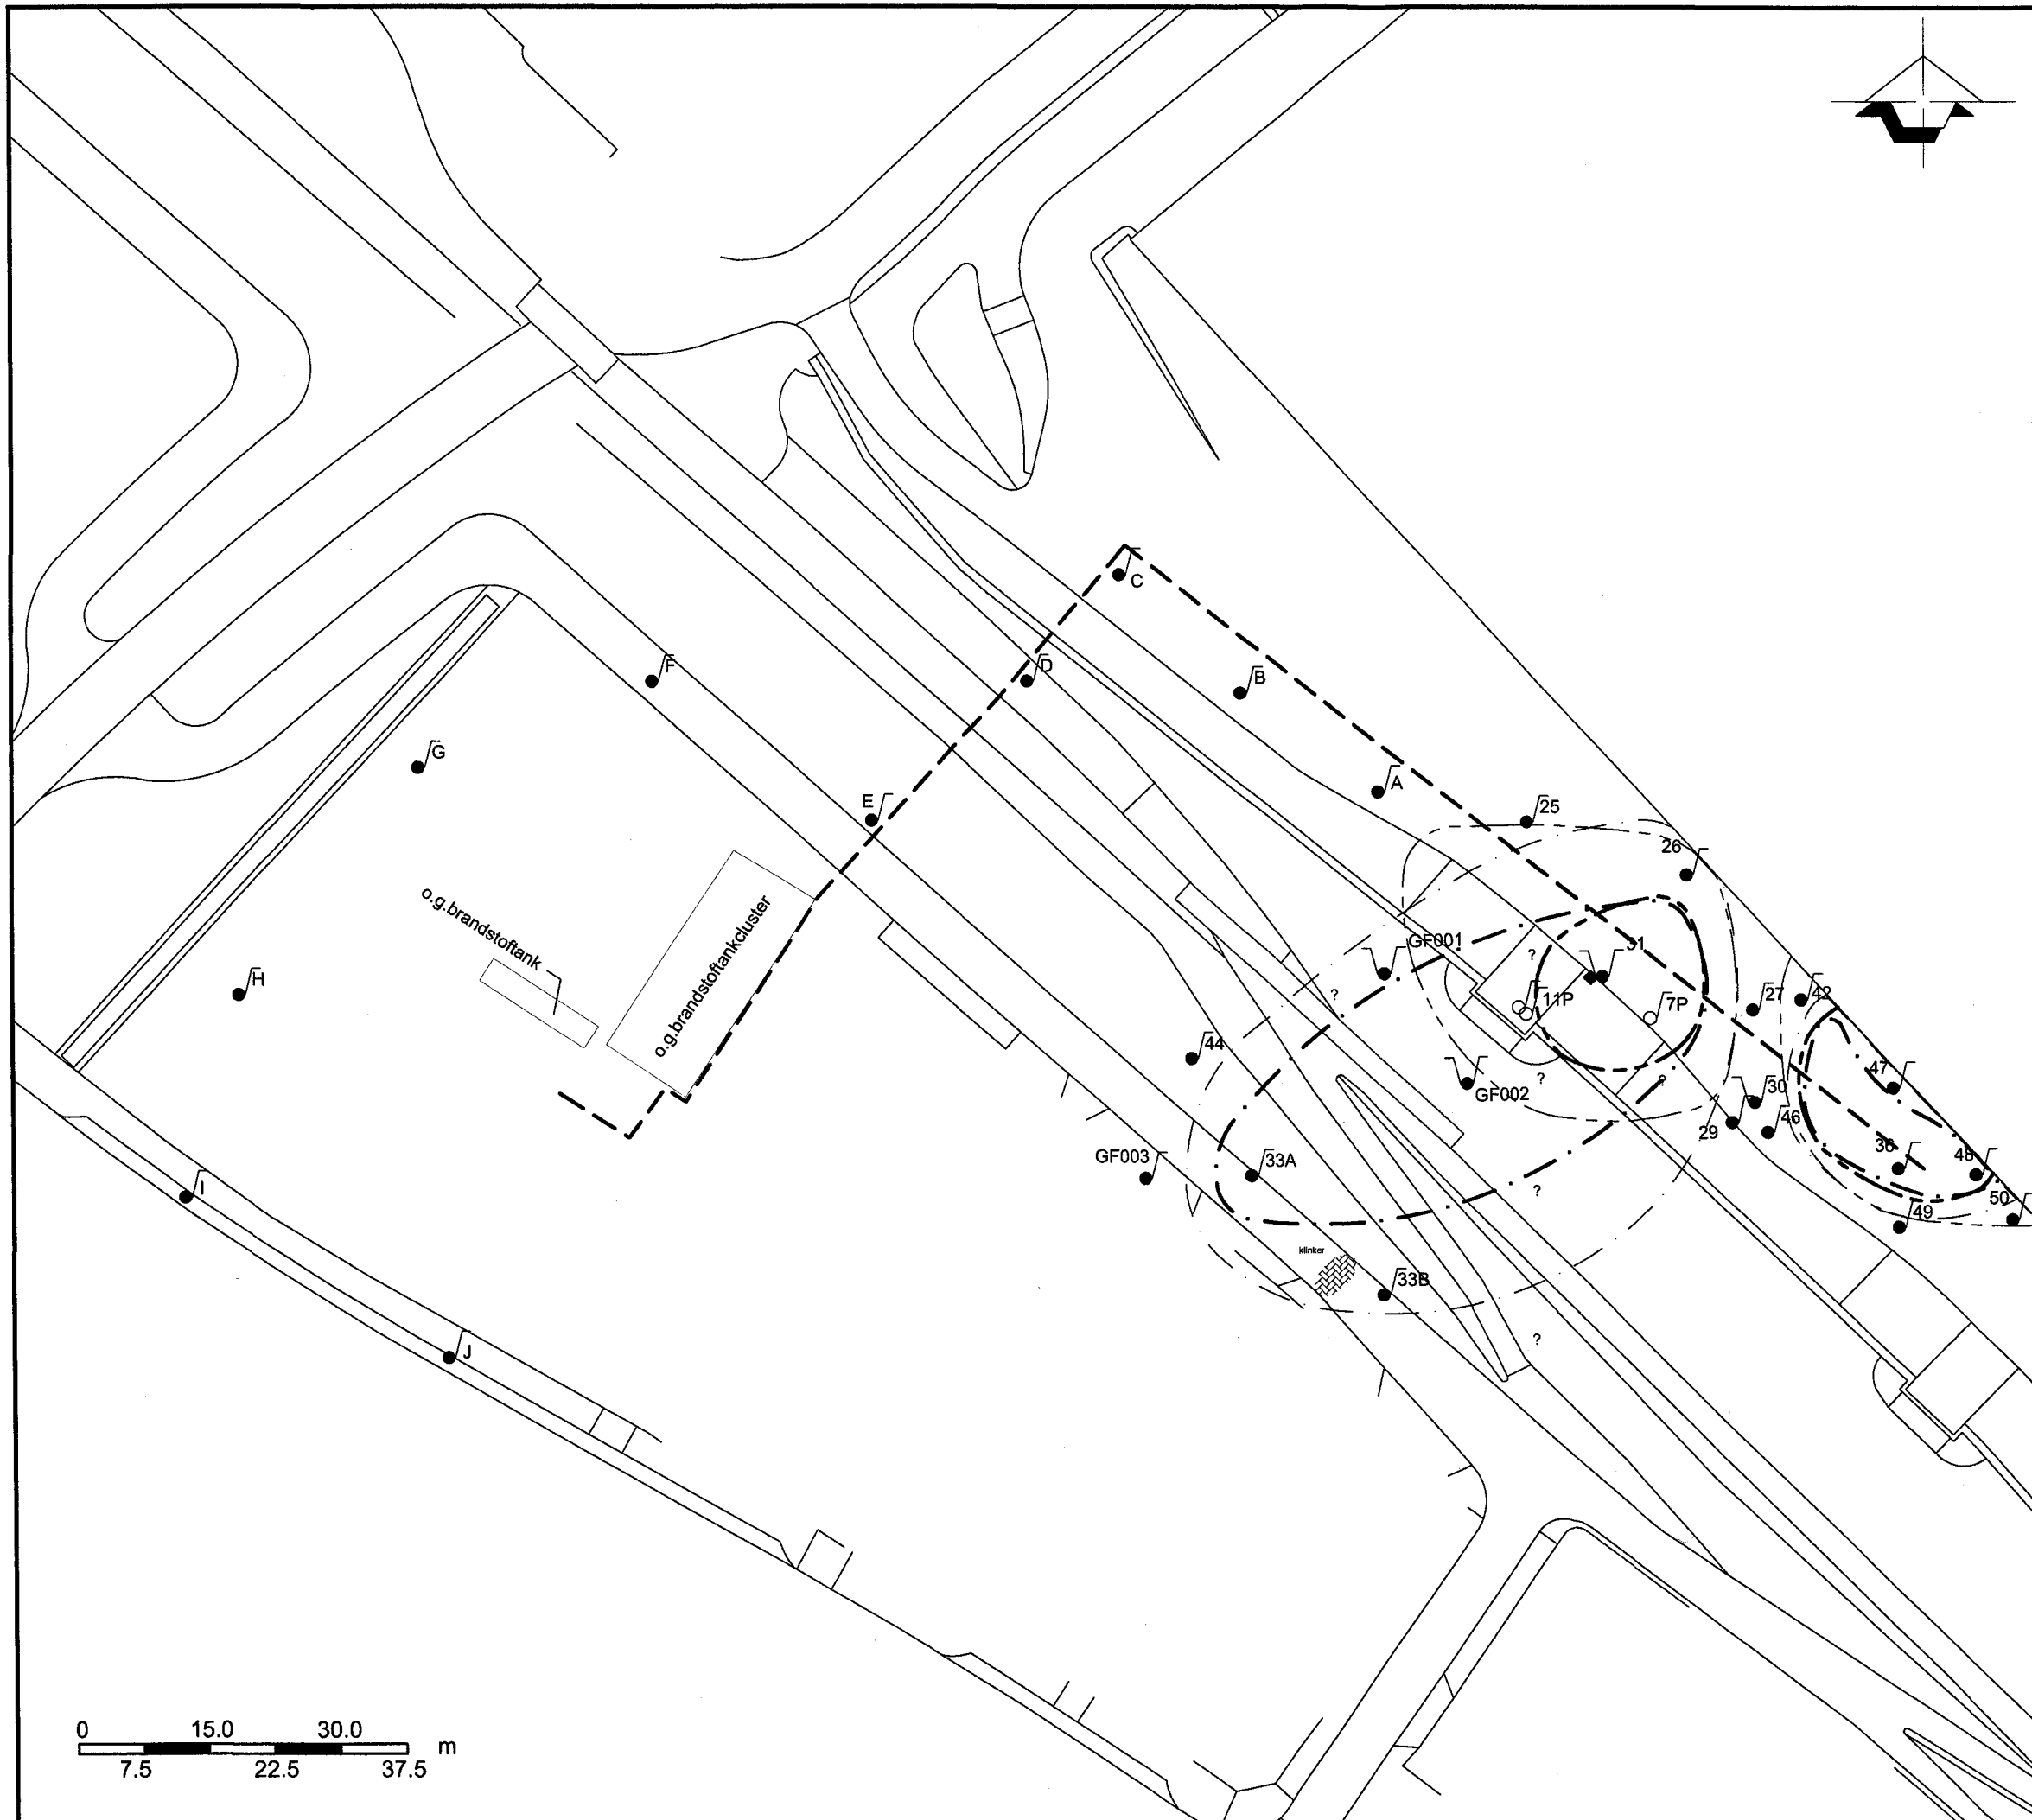 C
F
D
B
G
A
E
25
26
o.g.brandstoftank
o.g.brandstoftankcluster
GF001
31
H
?
?
11P
7P
27
42
44
47
?
?
GF002
30
29
46
36
48
GF003
33A
?
I
50
49
klinker
33B
?
J
0 15.0 30.0
m
7.5 22.5 37.5